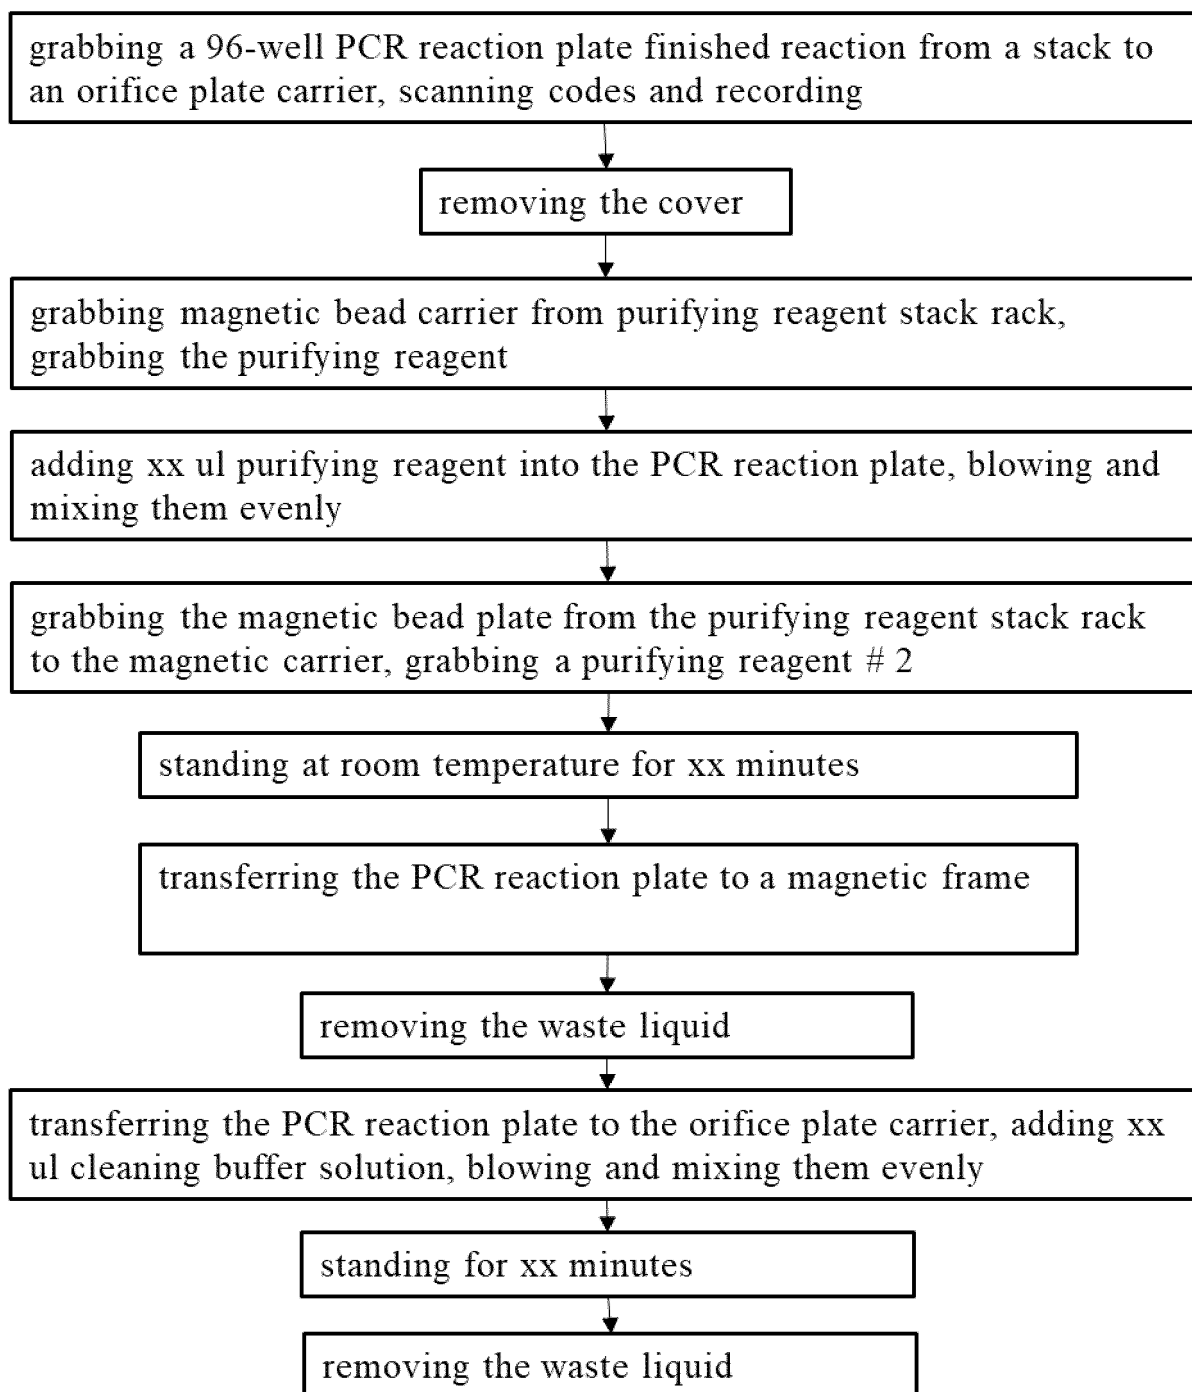 grabbing a 96-well PCR reaction plate finished reaction from a stack to
an orifice plate carrier, scanning codes and recording
removing the cover
grabbing magnetic bead carrier from purifying reagent stack rack,
grabbing the purifying reagent
adding xx ul purifying reagent into the PCR reaction plate, blowing and
mixing them evenly
grabbing the magnetic bead plate from the purifying reagent stack rack
to the magnetic carrier, grabbing a purifying reagent # 2
standing at room temperature for xx minutes
transferring the PCR reaction plate to a magnetic frame
removing the waste liquid
transferring the PCR reaction plate to the orifice plate carrier, adding xx
ul cleaning buffer solution, blowing and mixing them evenly
standing for xx minutes
removing the waste liquid